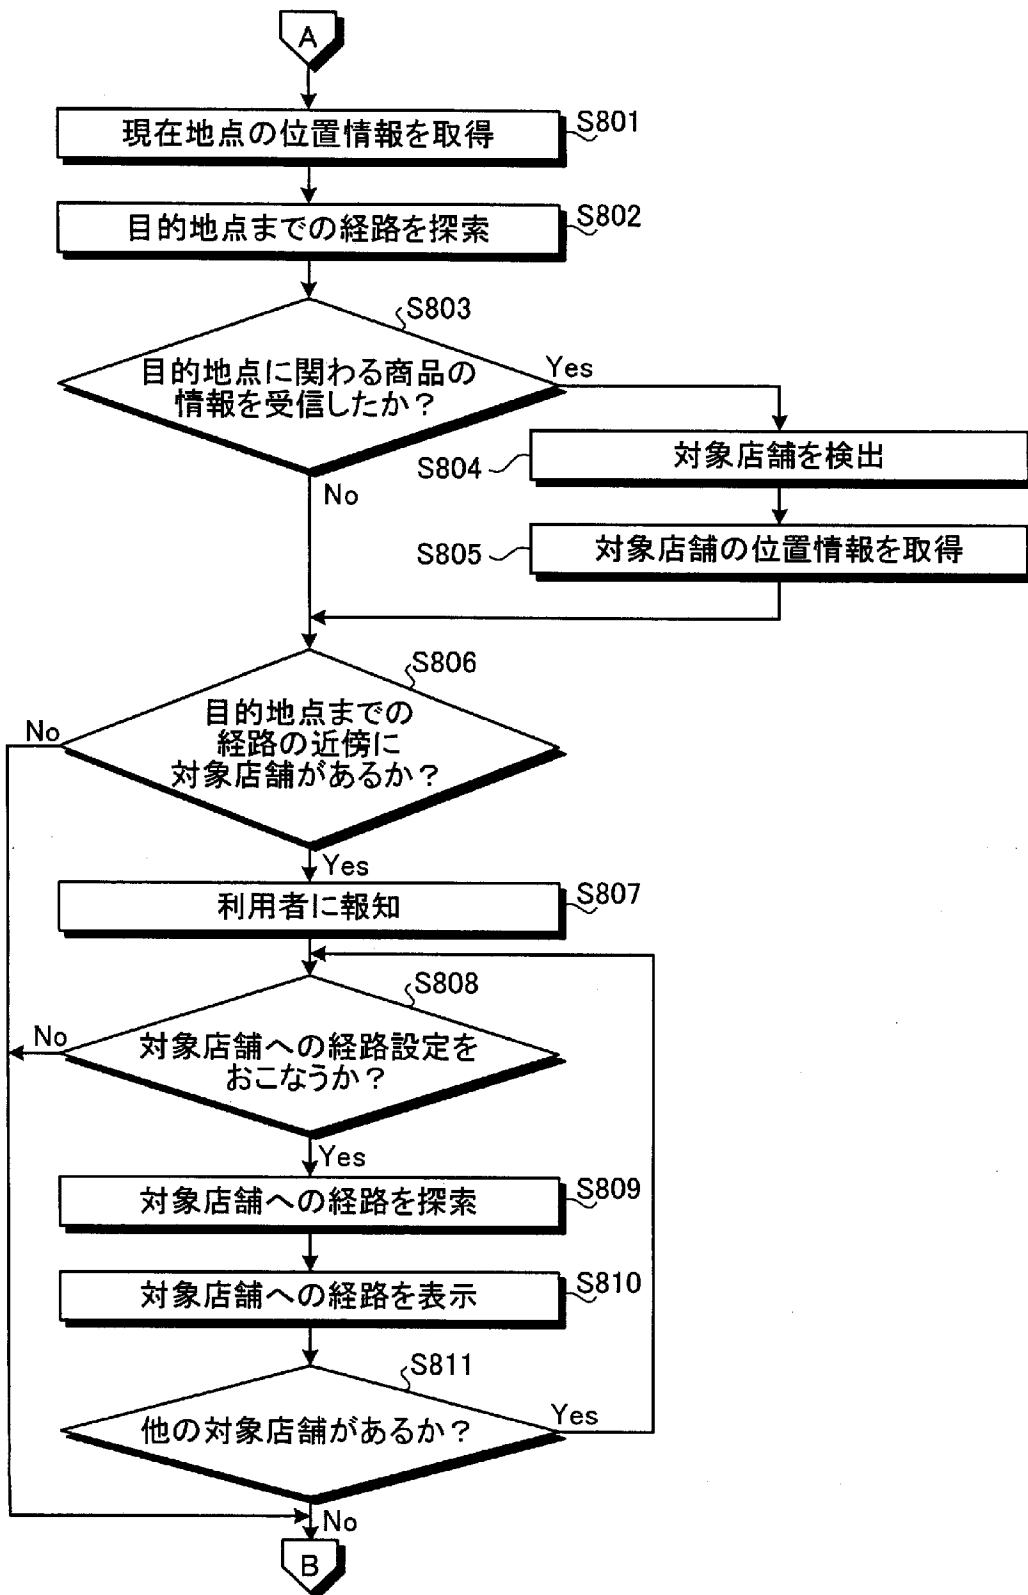 A
現在地点の位置情報を取得
S801
目的地点までの経路を探索
S802
S803
目的地点に関わる商品の
情報を受信したか？
Yes
No
S804
対象店舗を検出
S805
対象店舗の位置情報を取得
S806
目的地点までの
経路の近傍に
対象店舗があるか？
No
Yes
利用者に報知
S807
S808
対象店舗への経路設定を
おこなうか？
No
Yes
対象店舗への経路を探索
S809
対象店舗への経路を表示
S810
S811
他の対象店舗があるか？
Yes
No
B